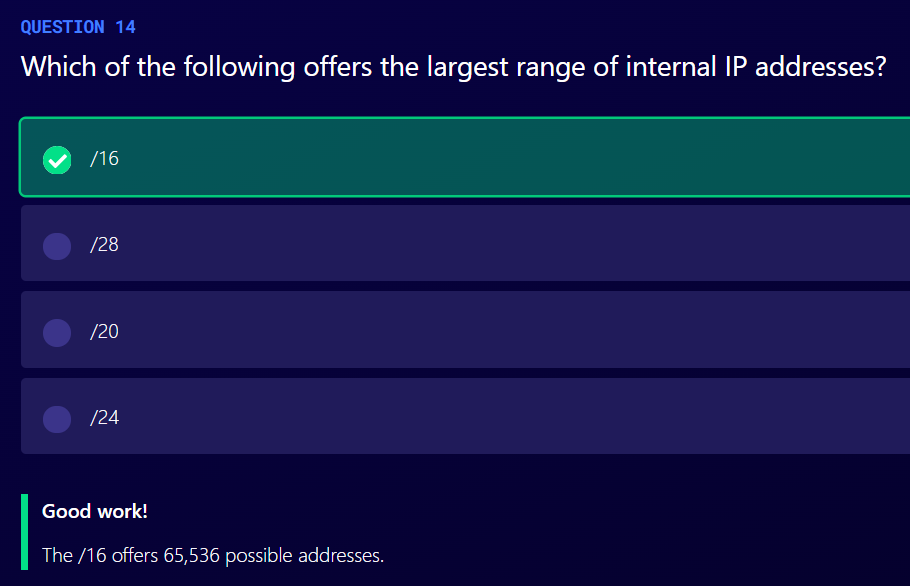 QUESTION 14
Which of the following offers the largest range of internal IP addresses?
/16
/28
/20
/24
Good work!
The /16 offers 65,536 possible addresses.